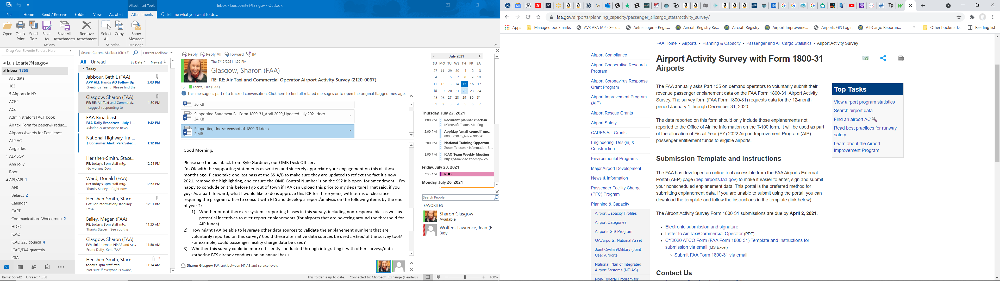 Attachment Tools
Inbox - Luis.Loarte@faa.gov - Outlook
File Home Send / Receive Folder View Acrobat Attachments Tell me what you want to do...
Open Quick Print Send To Save As Save All Attachments Remove Attachment Select All Copy Show Message
Actions Selection Message
Drag Your Favorite Folders Here
Luis.Loarte@faa.gov
Inbox 1858
AFS data
163
5 Airports in NY
ACRP
ACs
Administrator's FACT book
AIr taxi Form for paperwk reduc...
Airports Awards for Excellence
ALP AC
Airglades
ALP SOP
Ann Jolly
Root
APL/API 1
ANC
Belarus 2
Calendar
CART
Communications Work group 2
HLCC
ICAO
ICAO 223 council 4
ICAO/FAA quarterly
IGIA
Items: 55,942 Unread: 1,858
Search Current Mailbox (Ctrl+E) Current Mailbox
All Unread By Date Newest
Today
Jabbour, Beth L (FAA)
APP ALL Hands AO Follow Up 2:03 PM
Greetings Team, Please find the
Glasgow, Sharon (FAA)
RE: RE: Air Taxi and Commerci... 1:50 PM
I suggest responding to
FAA Broadcast
FAA Daily Broadcast - July 1... 1:42 PM
Aviation & aerospace news,
National Highway Traf...
! Consumer Alert: Park Selec... 1:12 PM
Herishen-Smith, Stace...
RE: today's 3pm staff mtg. 12:54 PM
No worries Don.
Ward, Donald (FAA)
Re: today's 3pm staff mtg. 12:53 PM
Thanks Stacey. Right now I
Herishen-Smith, Stace...
FW: For Information/Handling: ... 12:51 PM
FYSA -
Bailey, Megan (FAA)
RE: today's 3pm staff mtg. 11:55 AM
Thanks Stacey. See you this
Glasgow, Sharon (FAA)
FW: Link between NPIAS and se... 11:50 AM
From: Duffy, Kent (FAA)
Herishen-Smith, Stace... !
today's 3pm staff mtg. 11:34 AM
Not sure if everyone is aware,
Reply Reply All Forward IM
Thu 7/15/2021 1:50 PM
Glasgow, Sharon (FAA)
RE: RE: Air Taxi and Commercial Operator Airport Activity Survey (2120-0067)
To Loarte, Luis (FAA)
This message is part of a tracked conversation. Click here to find all related messages or to open the original flagged message.
36 KB
Supporting Statement B - Form 1800-31_April 2020_Updated July 2021.docx
24 KB
Supporting doc screenshot of 1800-31.docx
2 MB
Good Morning,
Please see the pushback from Kyle Gardiner, our OMB Desk Officer:
I'm OK with the supporting statements as written and sincerely appreciate your engagement on this all those
months ago. Please take one last pass at the SS-A/B to make sure they are updated to reflect the fact it's now
2021, remove the highlighting, and ensure the OMB Control Number is on the SS? It is open for amendment—I'm
happy to conclude on this before I go out of town if FAA can upload this prior to my departure! That said, if you
guys As a path forward, what I would like to do is approve this ICR for three years, with terms of clearance
requiring the program office to consult with BTS and develop a report/analysis on the following items by the end
of year 2:
1) Whether or not there are systemic reporting biases in this survey, including non-response bias as well as
potential incentives to over-report enplanements (for airports that are hovering around the threshold for
AIP funds).
2) How might FAA be able to leverage other data sources to validate the enplanement numbers that are
voluntarily reported on this survey? Could these alternative data sources be used instead of the survey tool?
For example, could passenger facility charge data be used?
3) Whether this survey could be more efficiently conducted through integrating it with other surveys/data
gathering BTS already conducts on an annual basis.
Sharon Glasgow FW: Link between NPIAS and service levels
This folder is up to date. Connected to: Microsoft Exchange (Headers) 100%
July 2021
SU MO TU WE TH FR SA
27 28 29 30 1 2 3
4 5 6 7 8 9 10
11 12 13 14 15 16 17
18 19 20 21 22 23 24
25 26 27 28 29 30 31
1 2 3 4 5 6 7
Thursday, July 22, 2021
1:00 PM Recurrent planner check-in
Microsoft Teams Meeting
2:00 PM AppMap 'small council' mo...
8003003070_647969055#
2:00 PM National Training Opportun...
Zoom Telecon - Information B...
3:00 PM ICAO Team Weekly Meeting
https://faavideo.zoomgov.co...
Friday, July 23, 2021
7:00 AM RDO
Monday, July 26, 2021
Search People
FAVORITES
Sharon Glasgow
Available
Wolfers-Lawrence, Jean (F...
Busy
faa.gov/airports/planning_capacity/passenger_allcargo_stats/activity_survey/
Apps Managed bookmarks AVS AEA IAP - Secu... Aetna Login - Regis... Aircraft Registry Re... Aircraft Registry Airport Improveme... Airports GIS Login All-Cargo Reportin... » Other bookmarks Reading list
FAA Home ▸ Airports ▸ Planning & Capacity ▸ Passenger and All-Cargo Statistics ▸ Airport Activity Survey
Airport Compliance
Airport Cooperative Research
Program
Airport Coronavirus Response
Grant Program
Airport Improvement Program
(AIP)
Airport Rescue Grants
Airport Safety
CARES Act Grants
Engineering, Design, &
Construction
Environmental Programs
Major Airport Development
News & Information
Passenger Facility Charge
(PFC) Program
Planning & Capacity
Airport Capacity Profiles
Airport Categories
Airports GIS Program
GA Airports: National Asset
Joint Civilian/Military (Joint-
Use) Airports
National Plan of Integrated
Airport Systems (NPIAS)
Non-Federal Program for
Airport Activity Survey with Form 1800-31
Airports
The FAA annually asks Part 135 on-demand operators to voluntarily submit their
revenue passenger enplanement data on the FAA Form 1800-31, Airport Activity
Survey. The survey form (FAA Form 1800-31) requests data for the 12-month
period January 1 through December 31, 2020.
The data reported on this form should only include those enplanements not
reported to the Office of Airline Information on the T-100 form. It will be used as part
of the allocation of Fiscal Year (FY) 2022 Airport Improvement Program (AIP)
passenger entitlement funds to eligible airports.
Submission Template and Instructions
The FAA has developed an online tool accessible from the FAA Airports External
Portal (AEP) page (aep.airports.faa.gov) to make it easier to enter, sign and submit
your nonscheduled enplanement data. This portal is the preferred method for
submitting enplanement data. If you are unable to submit using the portal, you can
download the template and follow the instructions in the template (link below).
The Airport Activity Survey Form 1800-31 submissions are due by April 2, 2021.
• Electronic submission and signature
• Letter to Air Taxi/Commercial Operator (PDF)
• CY2020 ATCO Form (FAA Form 1800-31) Template and Instructions for
submission via email (MS Excel)
Submit FAA Form 1800-31 via email
Contact Us
Top Tasks
View airport program statistics
Search airport data
Find an airport AC
Read best practices for runway
safety
Learn about the Airport
Improvement Program